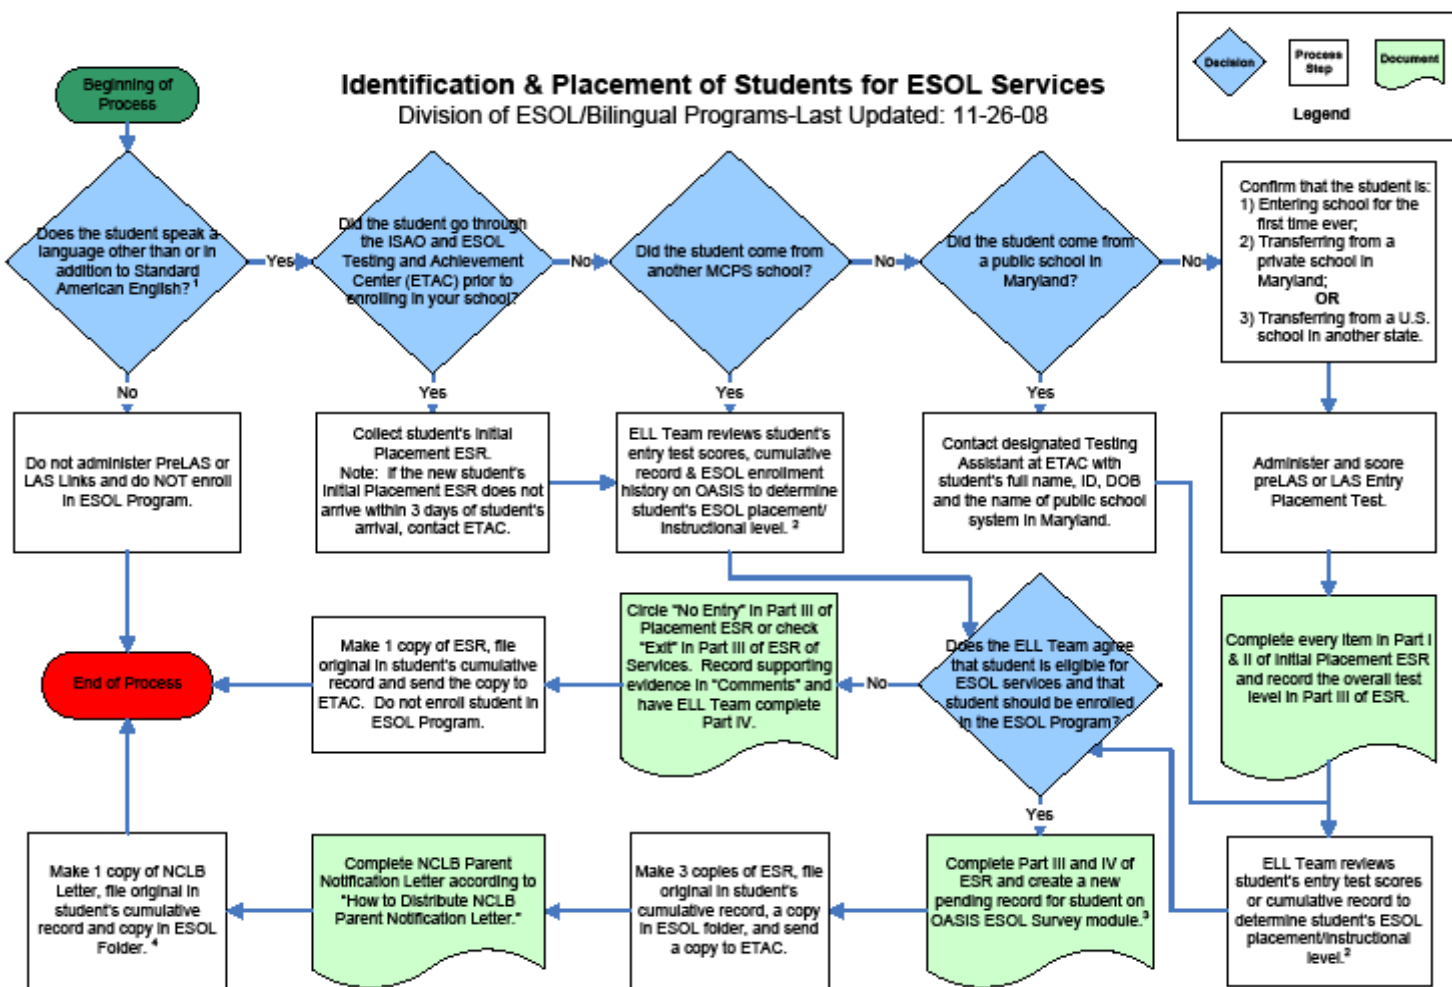 Beginning of
Process
Identification & Placement of Students for ESOL Services
Division of ESOL/Bilingual Programs-Last Updated: 11-26-08
Decision
Process
Step
Document
Legend
Does the student speak a
language other than or in
addition to Standard
American English? 1
Yes
Did the student go through
the ISAO and ESOL
Testing and Achievement
Center (ETAC) prior to
enrolling in your school?
No
Did the student come from
another MCPS school?
No
Did the student come from
a public school in
Maryland?
No
Confirm that the student is:
1) Entering school for the
first time ever;
2) Transferring from a
private school in
Maryland;
OR
3) Transferring from a U.S.
school in another state.
No
Yes
Yes
Yes
Do not administer PreLAS or
LAS Links and do NOT enroll
in ESOL Program.
Collect student's Initial
Placement ESR.
Note: If the new student's
Initial Placement ESR does not
arrive within 3 days of student's
arrival, contact ETAC.
ELL Team reviews student's
entry test scores, cumulative
record & ESOL enrollment
history on OASIS to determine
student's ESOL placement/
instructional level. 2
Contact designated Testing
Assistant at ETAC with
student's full name, ID, DOB
and the name of public school
system in Maryland.
Administer and score
preLAS or LAS Entry
Placement Test.
End of Process
Make 1 copy of ESR, file
original in student's cumulative
record and send the copy to
ETAC. Do not enroll student in
ESOL Program.
Circle "No Entry" in Part III of
Placement ESR or check
"Exit" in Part III of ESR of
Services. Record supporting
evidence in "Comments" and
have ELL Team complete
Part IV.
No
Does the ELL Team agree
that student is eligible for
ESOL services and that
student should be enrolled
in the ESOL Program?
Complete every item in Part I
& II of Initial Placement ESR
and record the overall test
level in Part III of ESR.
Yes
Make 1 copy of NCLB
Letter, file original in
student's cumulative
record and copy in ESOL
Folder. 4
Complete NCLB Parent
Notification Letter according to
"How to Distribute NCLB
Parent Notification Letter."
Make 3 copies of ESR, file
original in student's
cumulative record, a copy
in ESOL folder, and send
a copy to ETAC.
Complete Part III and IV of
ESR and create a new
pending record for student on
OASIS ESOL Survey module.3
ELL Team reviews
student's entry test scores
or cumulative record to
determine student's ESOL
placement/instructional
level.2